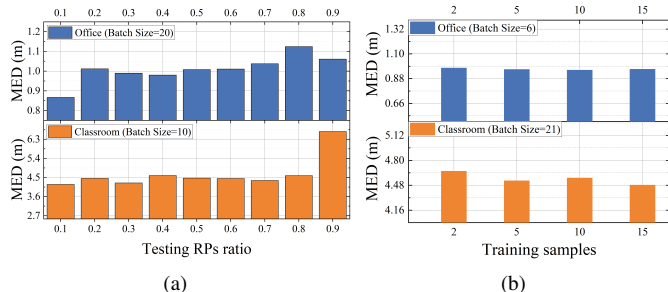 0.1 0.2 0.3 0.4 0.5 0.6 0.7 0.8 0.9
Office (Batch Size=20)
1.2
1.1
1.0
0.9
0.8
MED (m)
Classroom (Batch Size=10)
6.3
5.4
4.5
3.6
2.7
MED (m)
0.1 0.2 0.3 0.4 0.5 0.6 0.7 0.8 0.9
Testing RPs ratio
(a)
2 5 10 15
Office (Batch Size=6)
1.32
1.10
0.88
0.66
MED (m)
Classroom (Batch Size=21)
5.12
4.80
4.48
4.16
MED (m)
2 5 10 15
Training samples
(b)